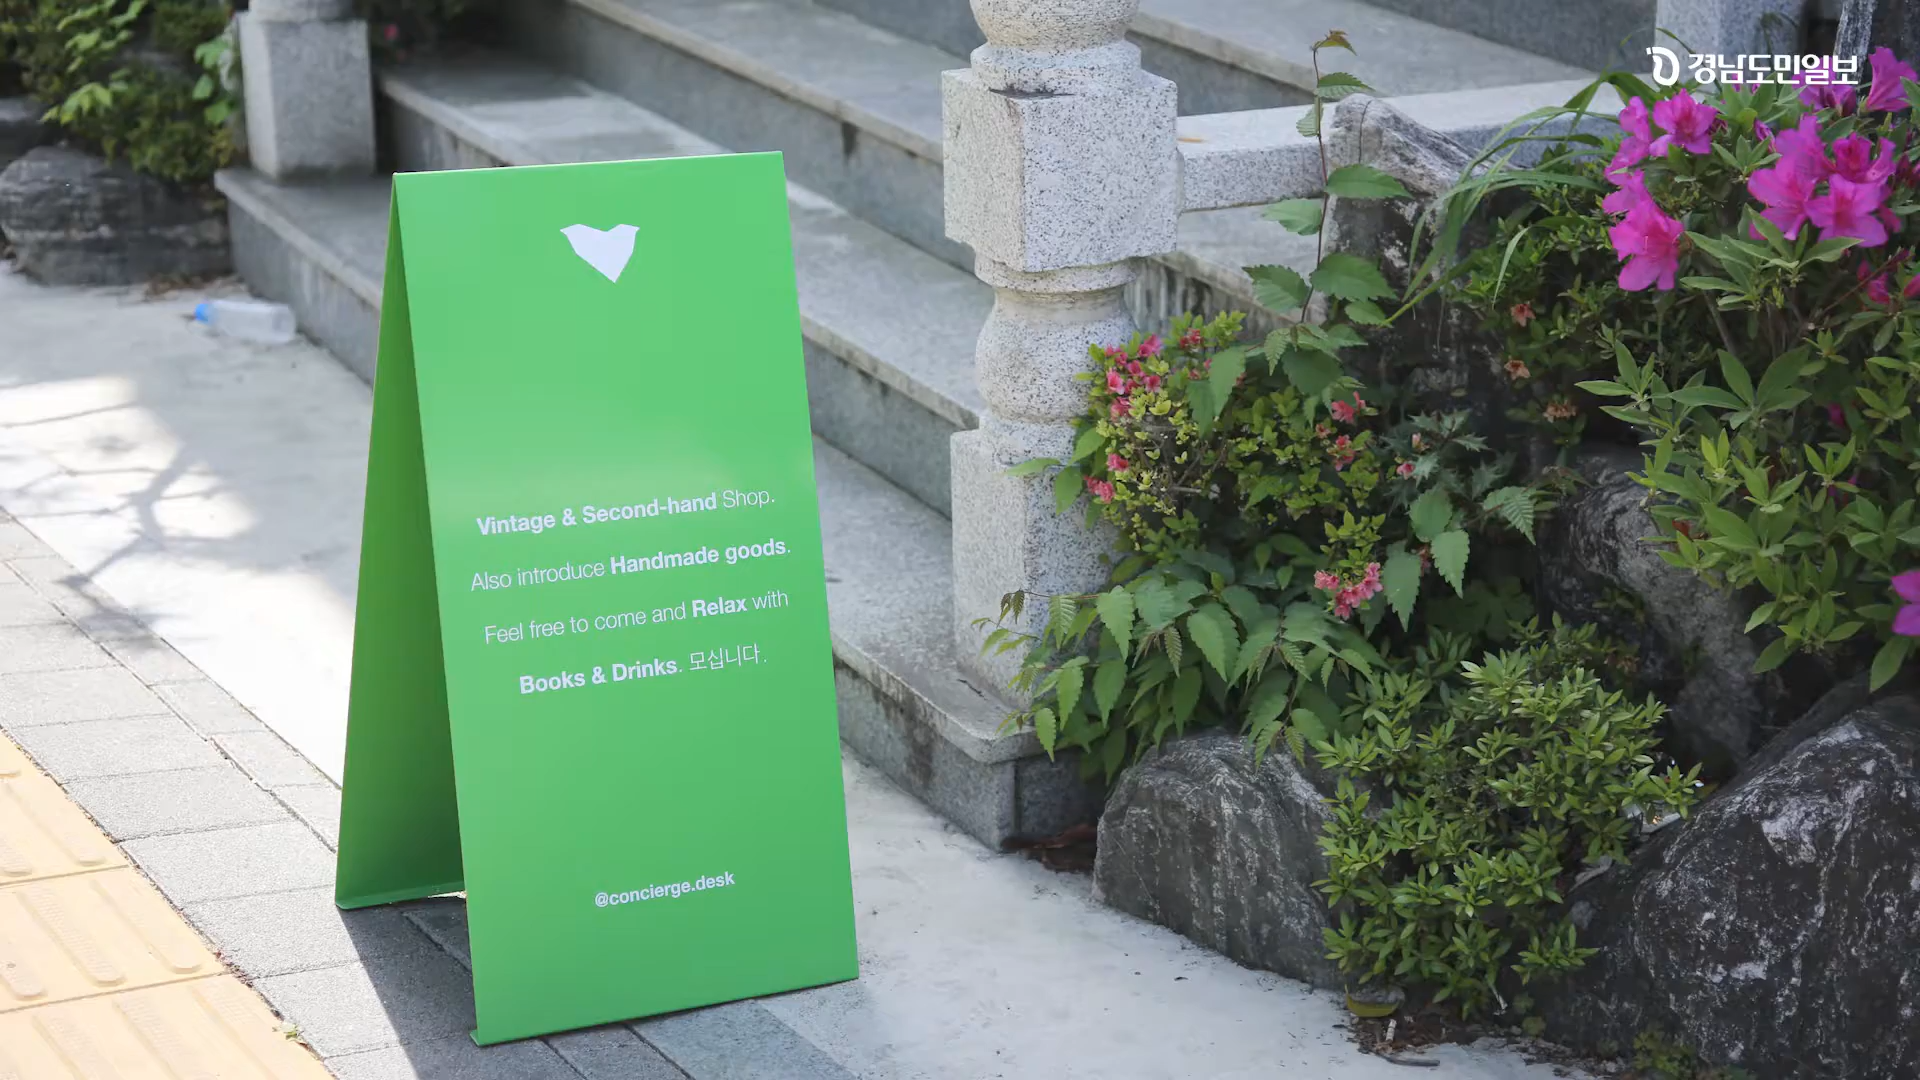 경남도민일보
Vintage & Second-hand Shop.
Also introduce Handmade goods.
Feel free to come and Relax with
Books & Drinks. 모십니다.
@concierge.desk